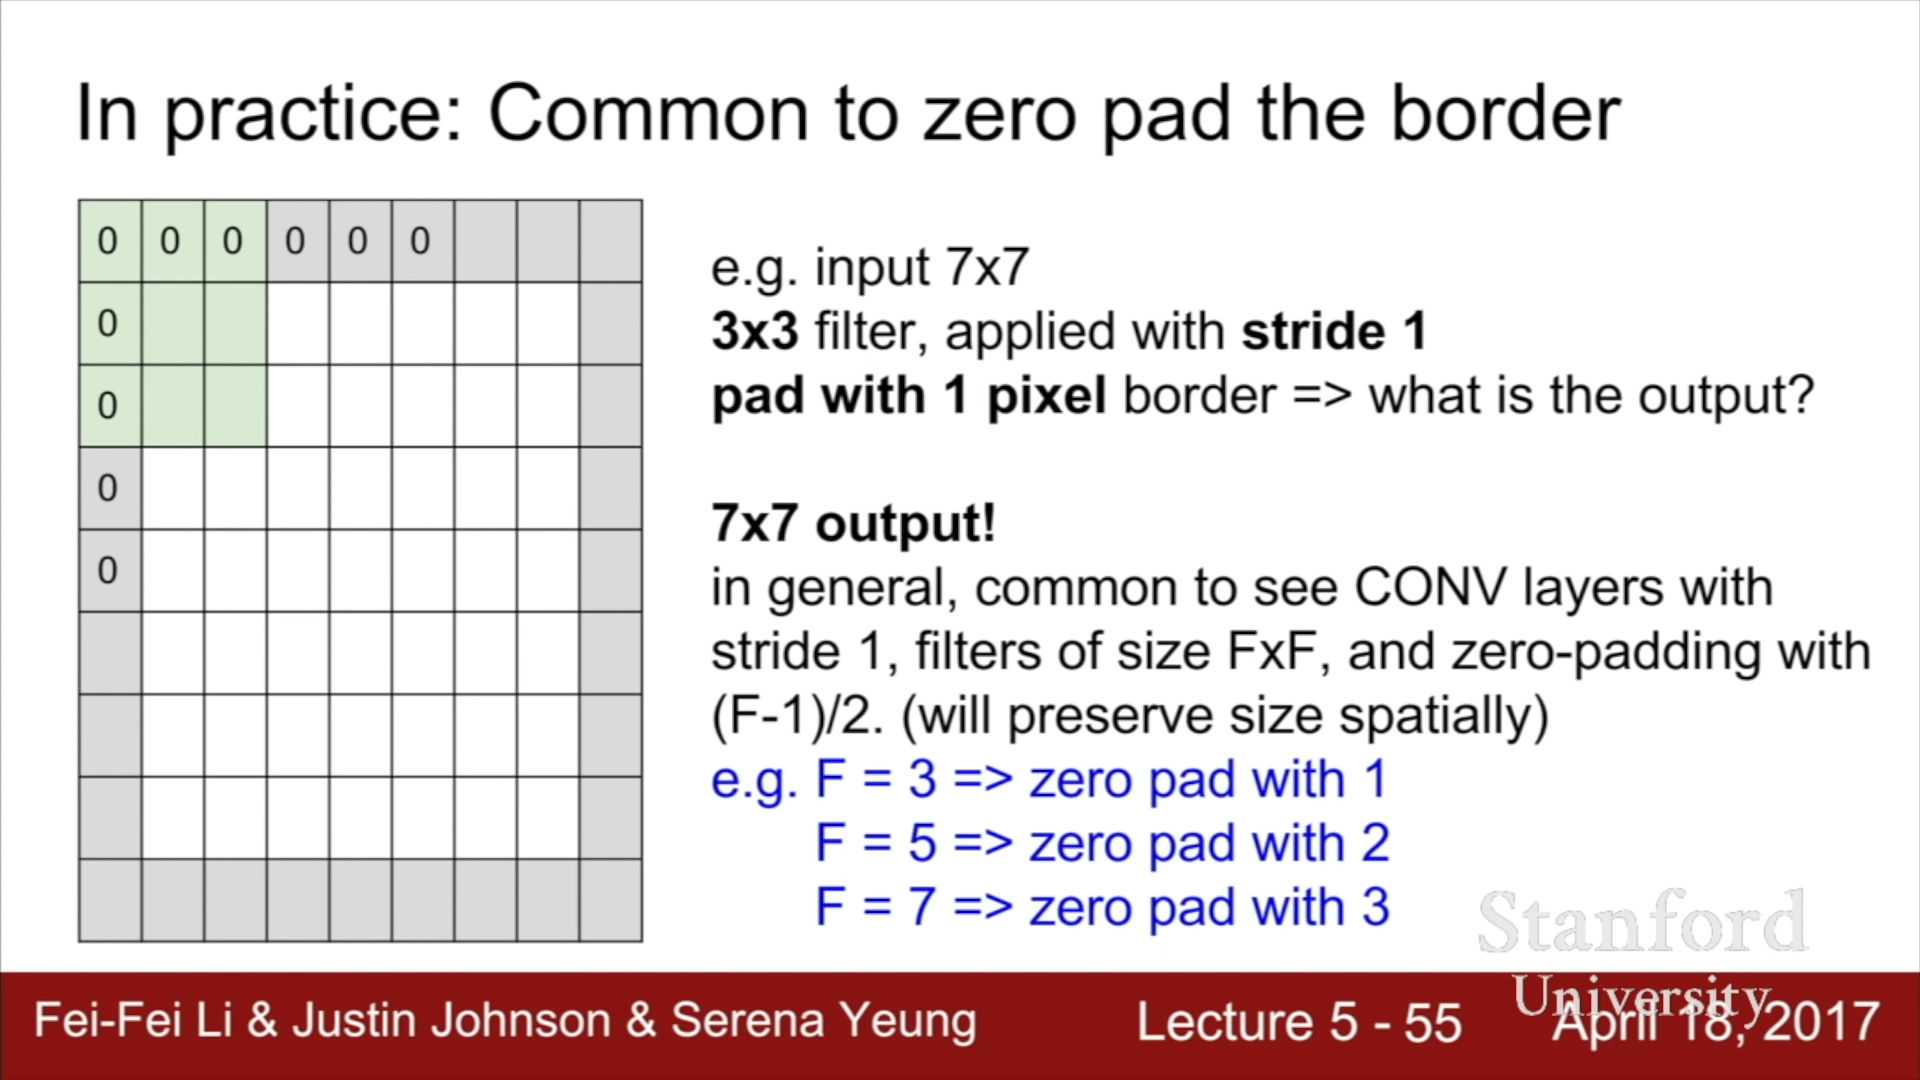 In practice: Common to zero pad the border
0 0 0 0 0 0
0
0
0
0
e.g. input 7x7
3x3 filter, applied with stride 1
pad with 1 pixel border => what is the output?
7x7 output!
in general, common to see CONV layers with
stride 1, filters of size FxF, and zero-padding with
(F-1)/2. (will preserve size spatially)
e.g. F = 3 => zero pad with 1
F = 5 => zero pad with 2
F = 7 => zero pad with 3
Stanford
University
Fei-Fei Li & Justin Johnson & Serena Yeung
Lecture 5 - 55
April 18, 2017